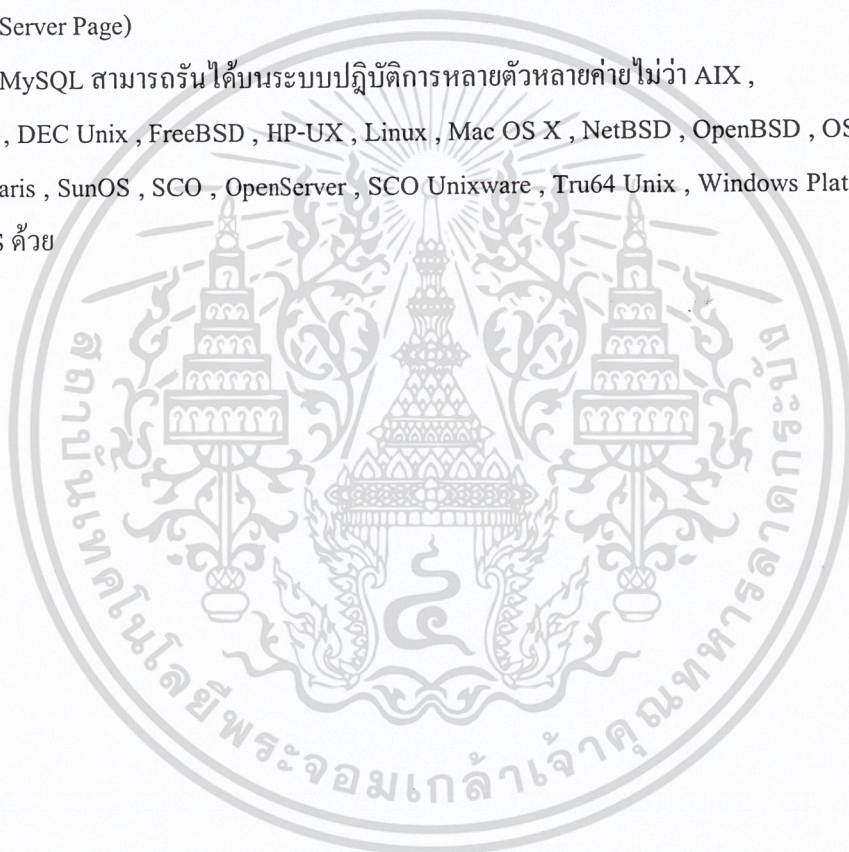 Server Page)
MySQL สามารถรันได้บนระบบปฏิบัติการหลายตัวหลายค่ายไม่ว่า AIX ,
, DEC Unix , FreeBSD , HP-UX , Linux , Mac OS X , NetBSD , OpenBSD , OS
aris , SunOS , SCO , OpenServer , SCO Unixware , Tru64 Unix , Windows Plat
S ด้วย
สถาบันเทคโนโลยีพระจอมเกล้าเจ้าคุณทหารลาดกระบัง